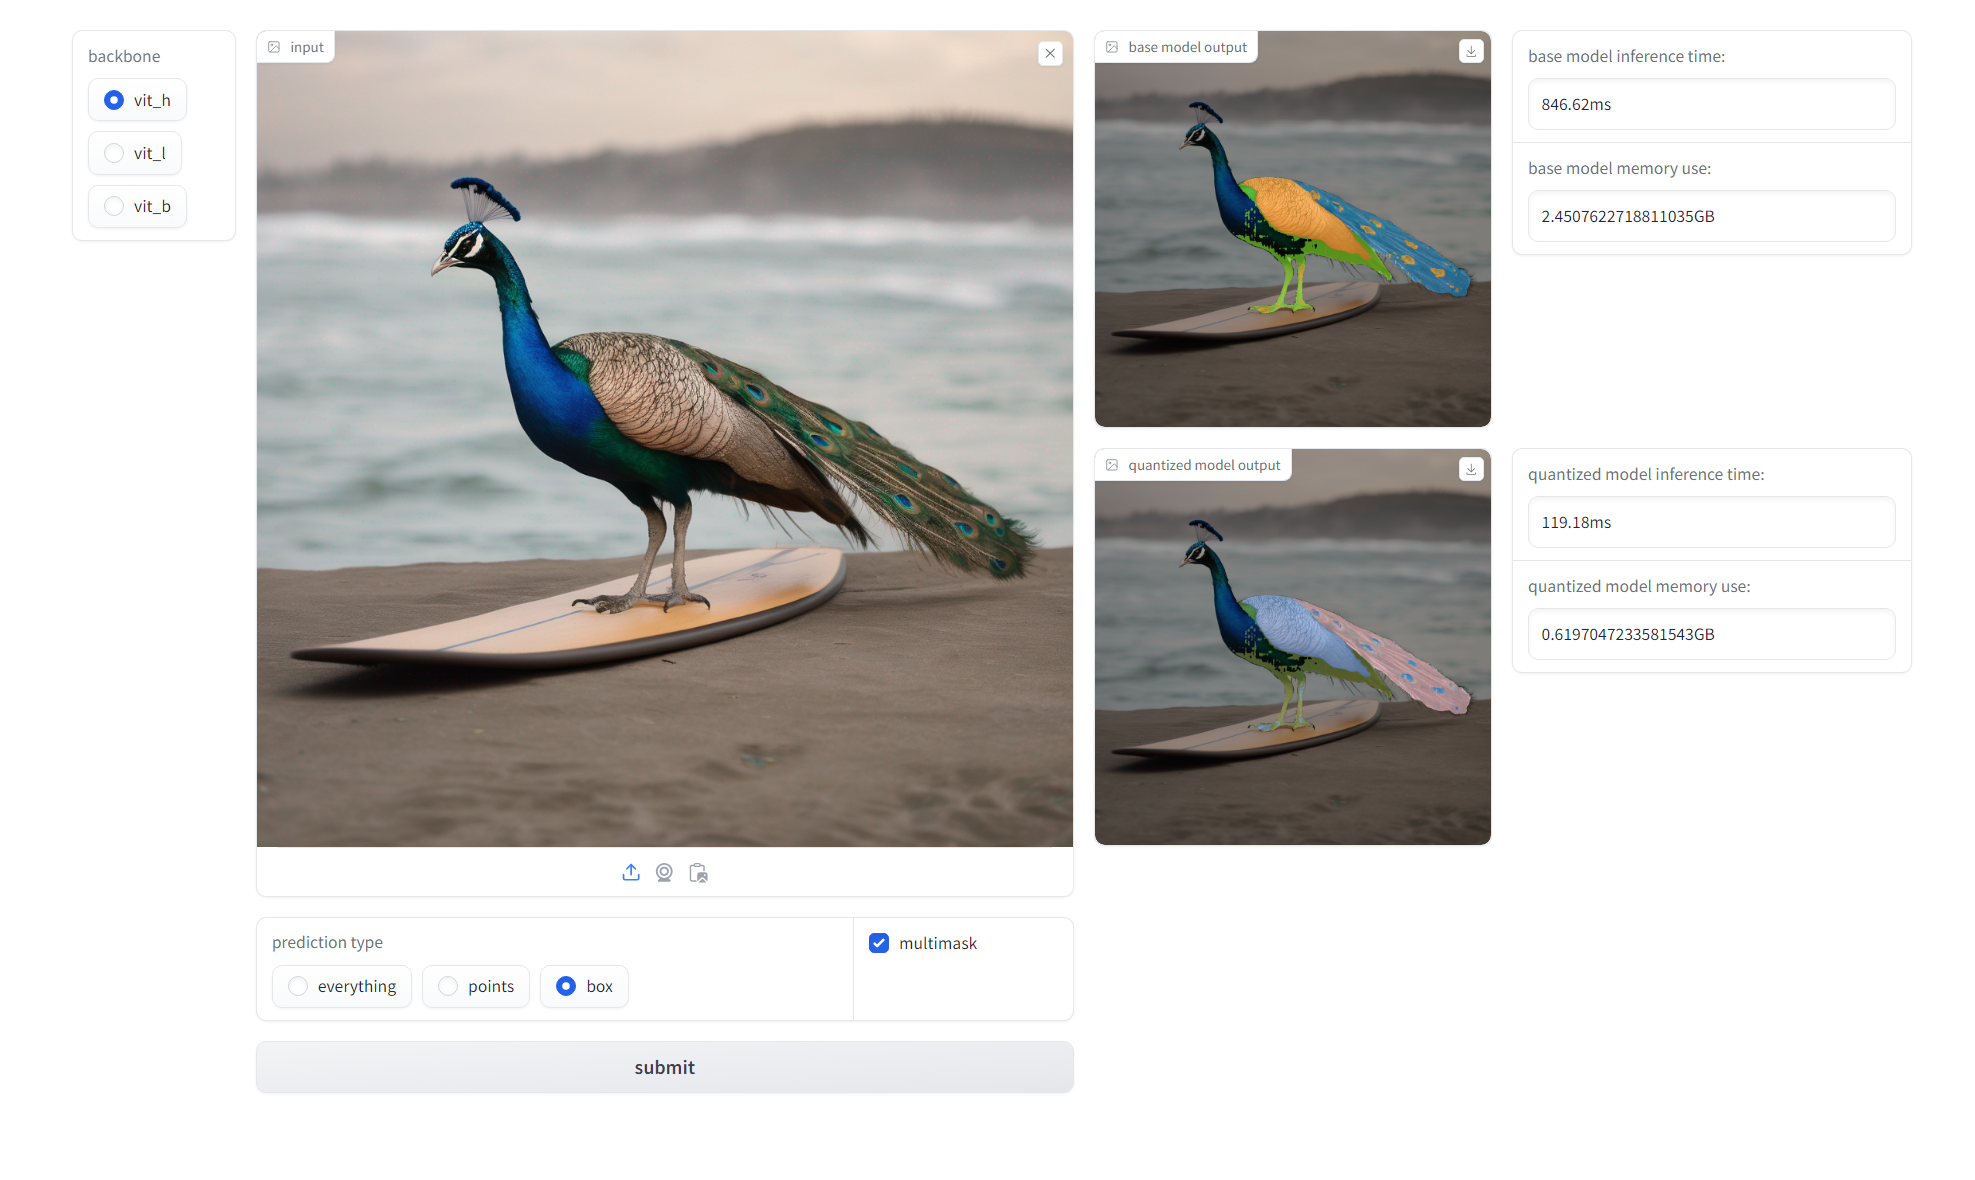 backbone
vit_h
vit_l
vit_b
input
prediction type
everything
points
box
multimask
submit
base model output
base model inference time:
846.62ms
base model memory use:
2.4507622718811035GB
quantized model output
quantized model inference time:
119.18ms
quantized model memory use:
0.6197047233581543GB